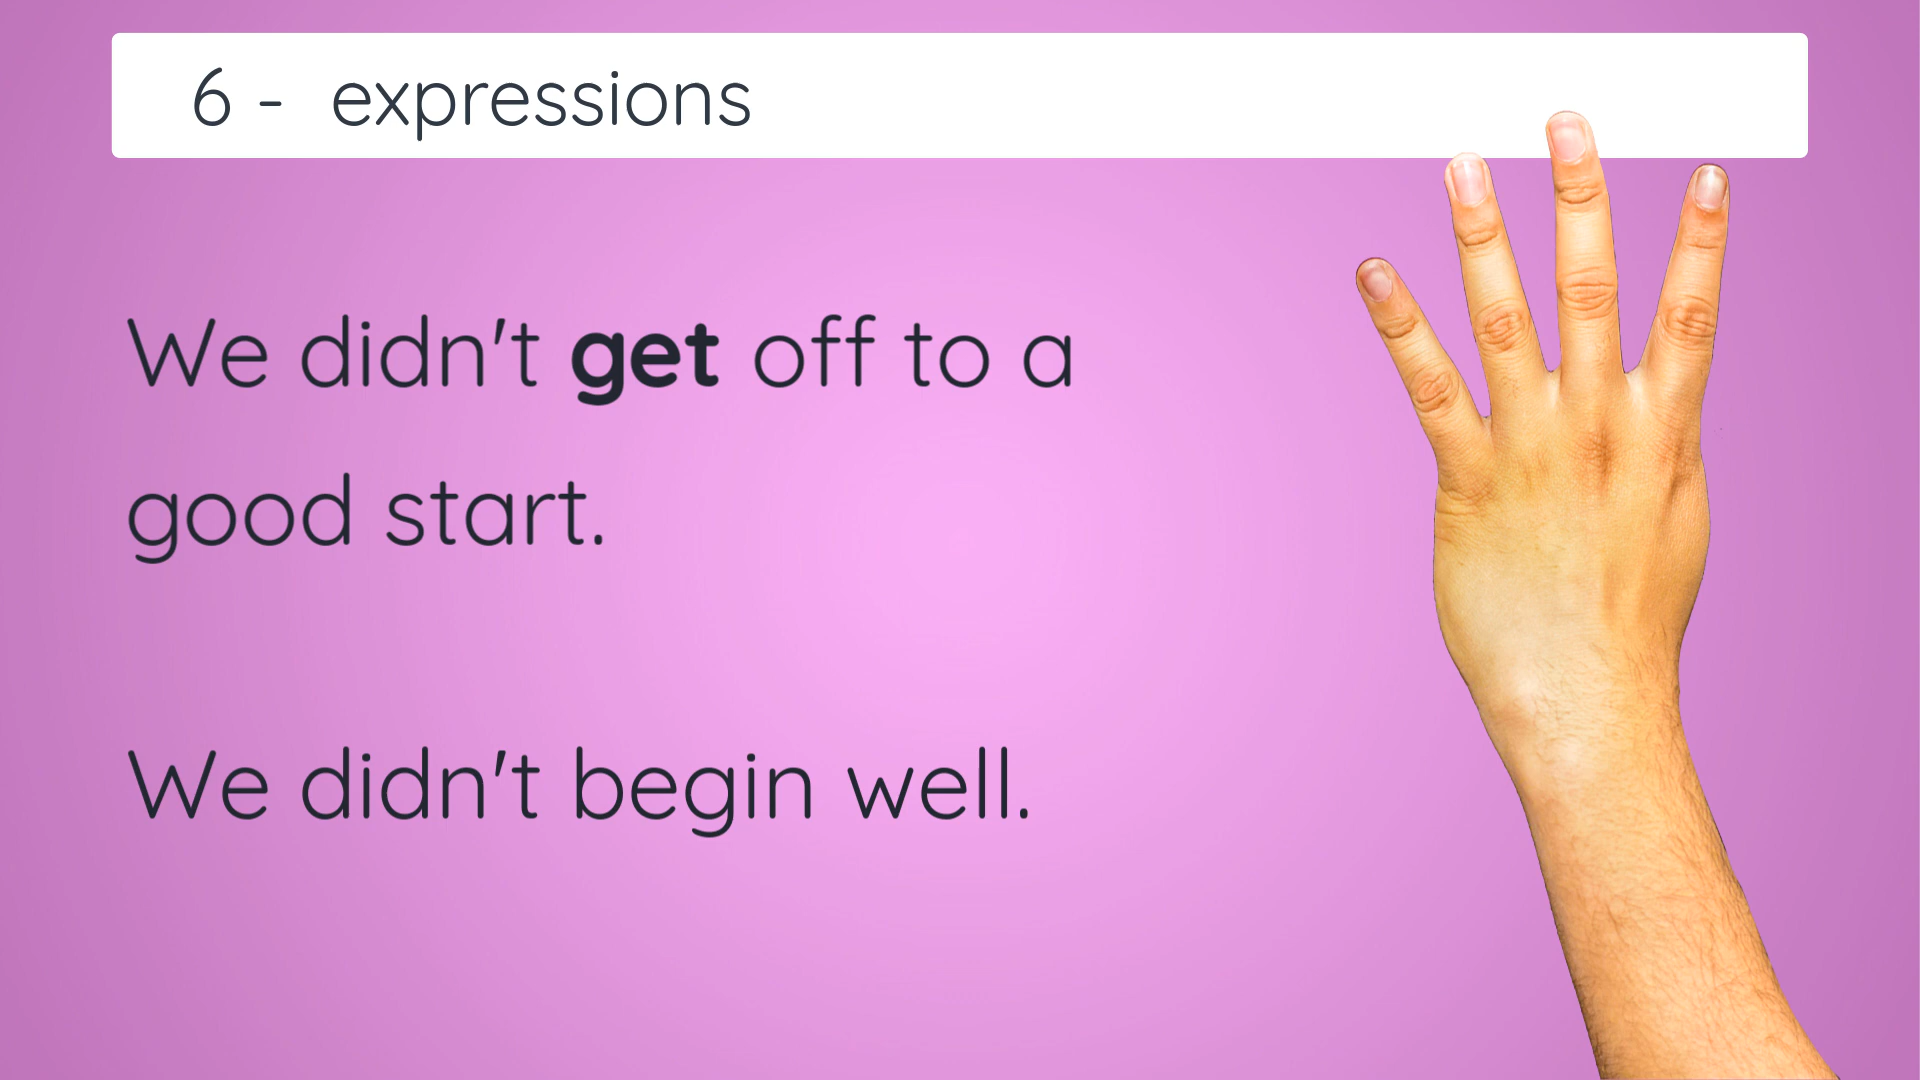 6 - expressions
We didn't get off to a
good start.
We didn't begin well.